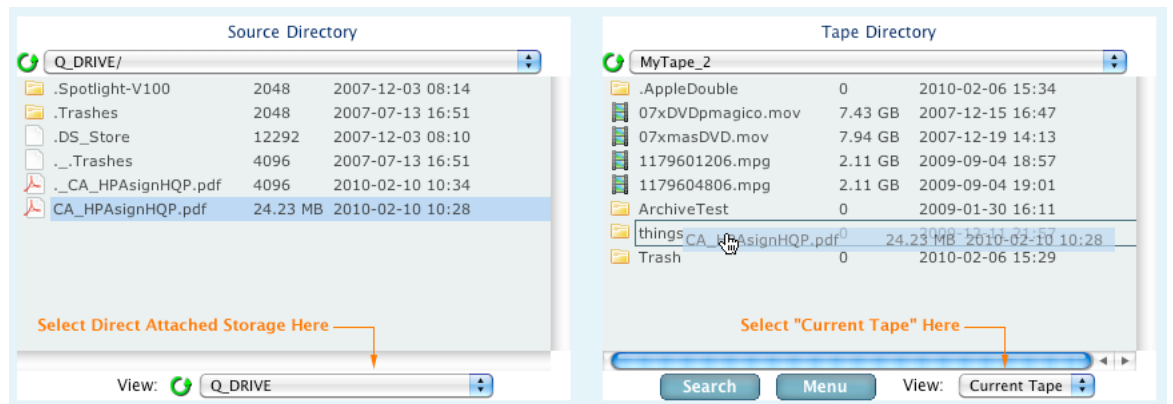 Source Directory
Q_DRIVE/
.Spotlight-V100 2048 2007-12-03 08:14
.Trashes 2048 2007-07-13 16:51
.DS_Store 12292 2007-12-03 08:10
._.Trashes 4096 2007-07-13 16:51
._CA_HPAsignHQP.pdf 4096 2010-02-10 10:34
CA_HPAsignHQP.pdf 24.23 MB 2010-02-10 10:28
Select Direct Attached Storage Here
View: Q_DRIVE
Tape Directory
MyTape_2
.AppleDouble 0 2010-02-06 15:34
07xDVDpmagico.mov 7.43 GB 2007-12-15 16:47
07xmasDVD.mov 7.94 GB 2007-12-19 14:13
1179601206.mpg 2.11 GB 2009-09-04 18:57
1179604806.mpg 2.11 GB 2009-09-04 19:01
ArchiveTest 0 2009-01-30 16:11
things 0 2009-12-11 21:57
CA_HPAsignHQP.pdf 24.23 MB 2010-02-10 10:28
Trash 0 2010-02-06 15:29
Select "Current Tape" Here
Search Menu View: Current Tape